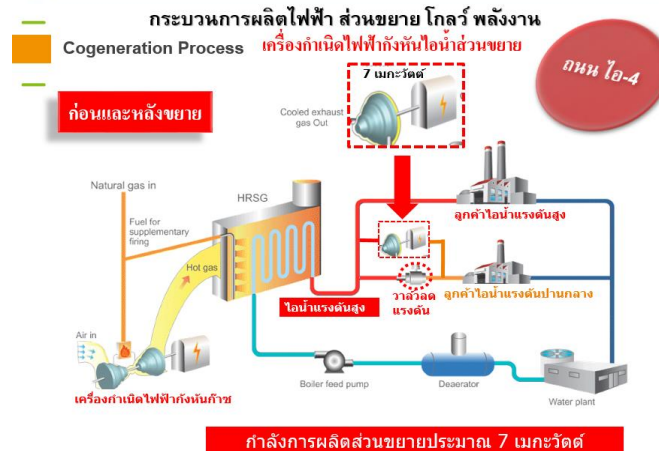 กระบวนการผลิตไฟฟ้า ส่วนขยาย โกลว์ พลังงาน
Cogeneration Process
เครื่องกำเนิดไฟฟ้ากังหันไอน้ำส่วนขยาย
7 เมกะวัตต์
ถนน ไอ-4
ก่อนและหลังขยาย
Cooled exhaust
gas Out
Natural gas in
HRSG
Fuel for
supplementary
firing
Hot gas
ลูกค้าไอน้ำแรงดันสูง
ไอน้ำแรงดันสูง
วาล์วลด
แรงดัน
ลูกค้าไอน้ำแรงดันปานกลาง
Air in
เครื่องกำเนิดไฟฟ้ากังหันก๊าซ
Boiler feed pump
Deaerator
Water plant
กำลังการผลิตส่วนขยายประมาณ 7 เมกะวัตต์